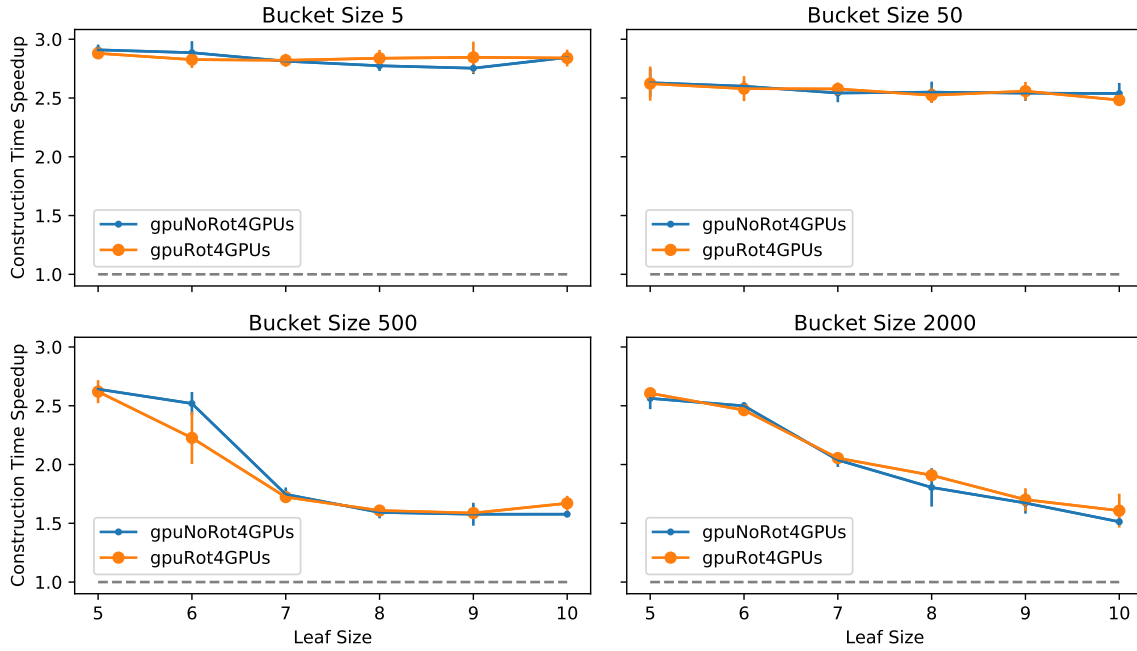 Bucket Size 5
Construction Time Speedup
3.0
2.5
2.0
1.5
1.0
gpuNoRot4GPUs
gpuRot4GPUs
Bucket Size 50
gpuNoRot4GPUs
gpuRot4GPUs
Bucket Size 500
Construction Time Speedup
3.0
2.5
2.0
1.5
1.0
gpuNoRot4GPUs
gpuRot4GPUs
5 6 7 8 9 10
Leaf Size
Bucket Size 2000
gpuNoRot4GPUs
gpuRot4GPUs
5 6 7 8 9 10
Leaf Size